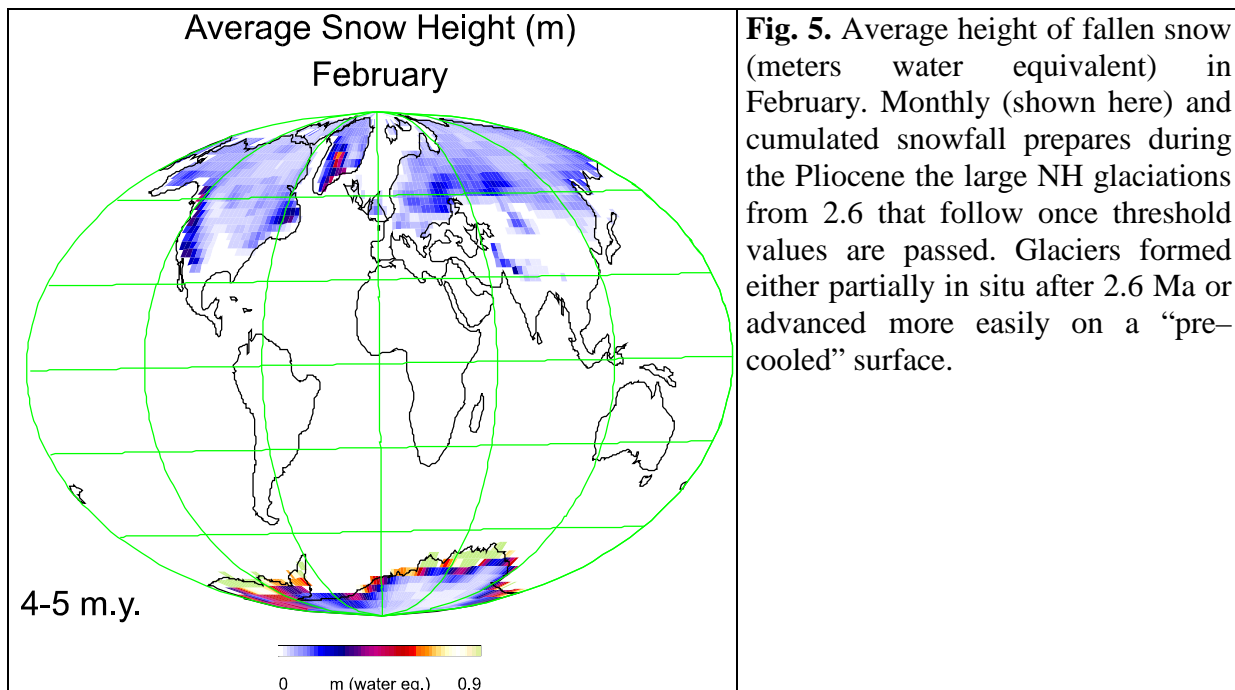 Average Snow Height (m)
February
4-5 m.y.
0 m (water eq.) 0.9
Fig. 5. Average height of fallen snow
(meters water equivalent) in
February. Monthly (shown here) and
cumulated snowfall prepares during
the Pliocene the large NH glaciations
from 2.6 that follow once threshold
values are passed. Glaciers formed
either partially in situ after 2.6 Ma or
advanced more easily on a “pre–
cooled” surface.